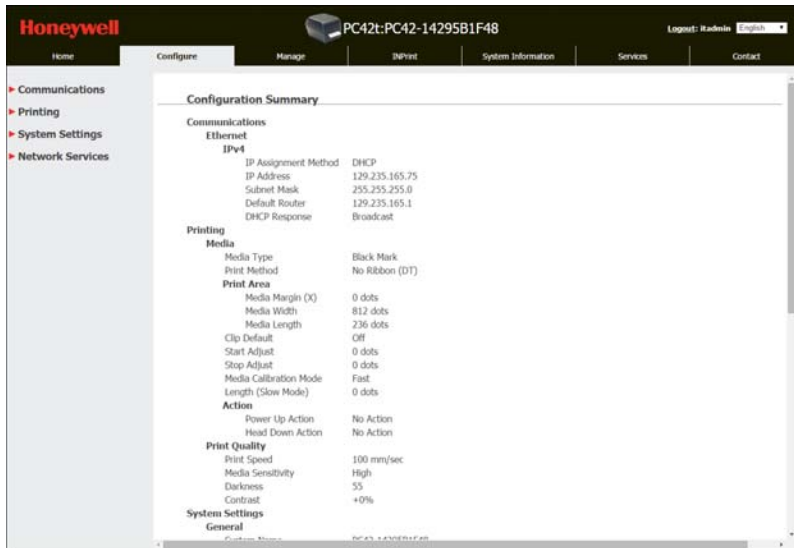 Honeywell
PC42t:PC42-14295B1F48
Logout: itadmin English
Home Configure Manage INPrint System Information Services Contact
Communications
Printing
System Settings
Network Services
Configuration Summary
Communications
Ethernet
IPv4
IP Assignment Method DHCP
IP Address 129.235.165.75
Subnet Mask 255.255.255.0
Default Router 129.235.165.1
DHCP Response Broadcast
Printing
Media
Media Type Black Mark
Print Method No Ribbon (DT)
Print Area
Media Margin (X) 0 dots
Media Width 812 dots
Media Length 236 dots
Clip Default Off
Start Adjust 0 dots
Stop Adjust 0 dots
Media Calibration Mode Fast
Length (Slow Mode) 0 dots
Action
Power Up Action No Action
Head Down Action No Action
Print Quality
Print Speed 100 mm/sec
Media Sensitivity High
Darkness 55
Contrast +0%
System Settings
General
System Name PC42-14295B1F48